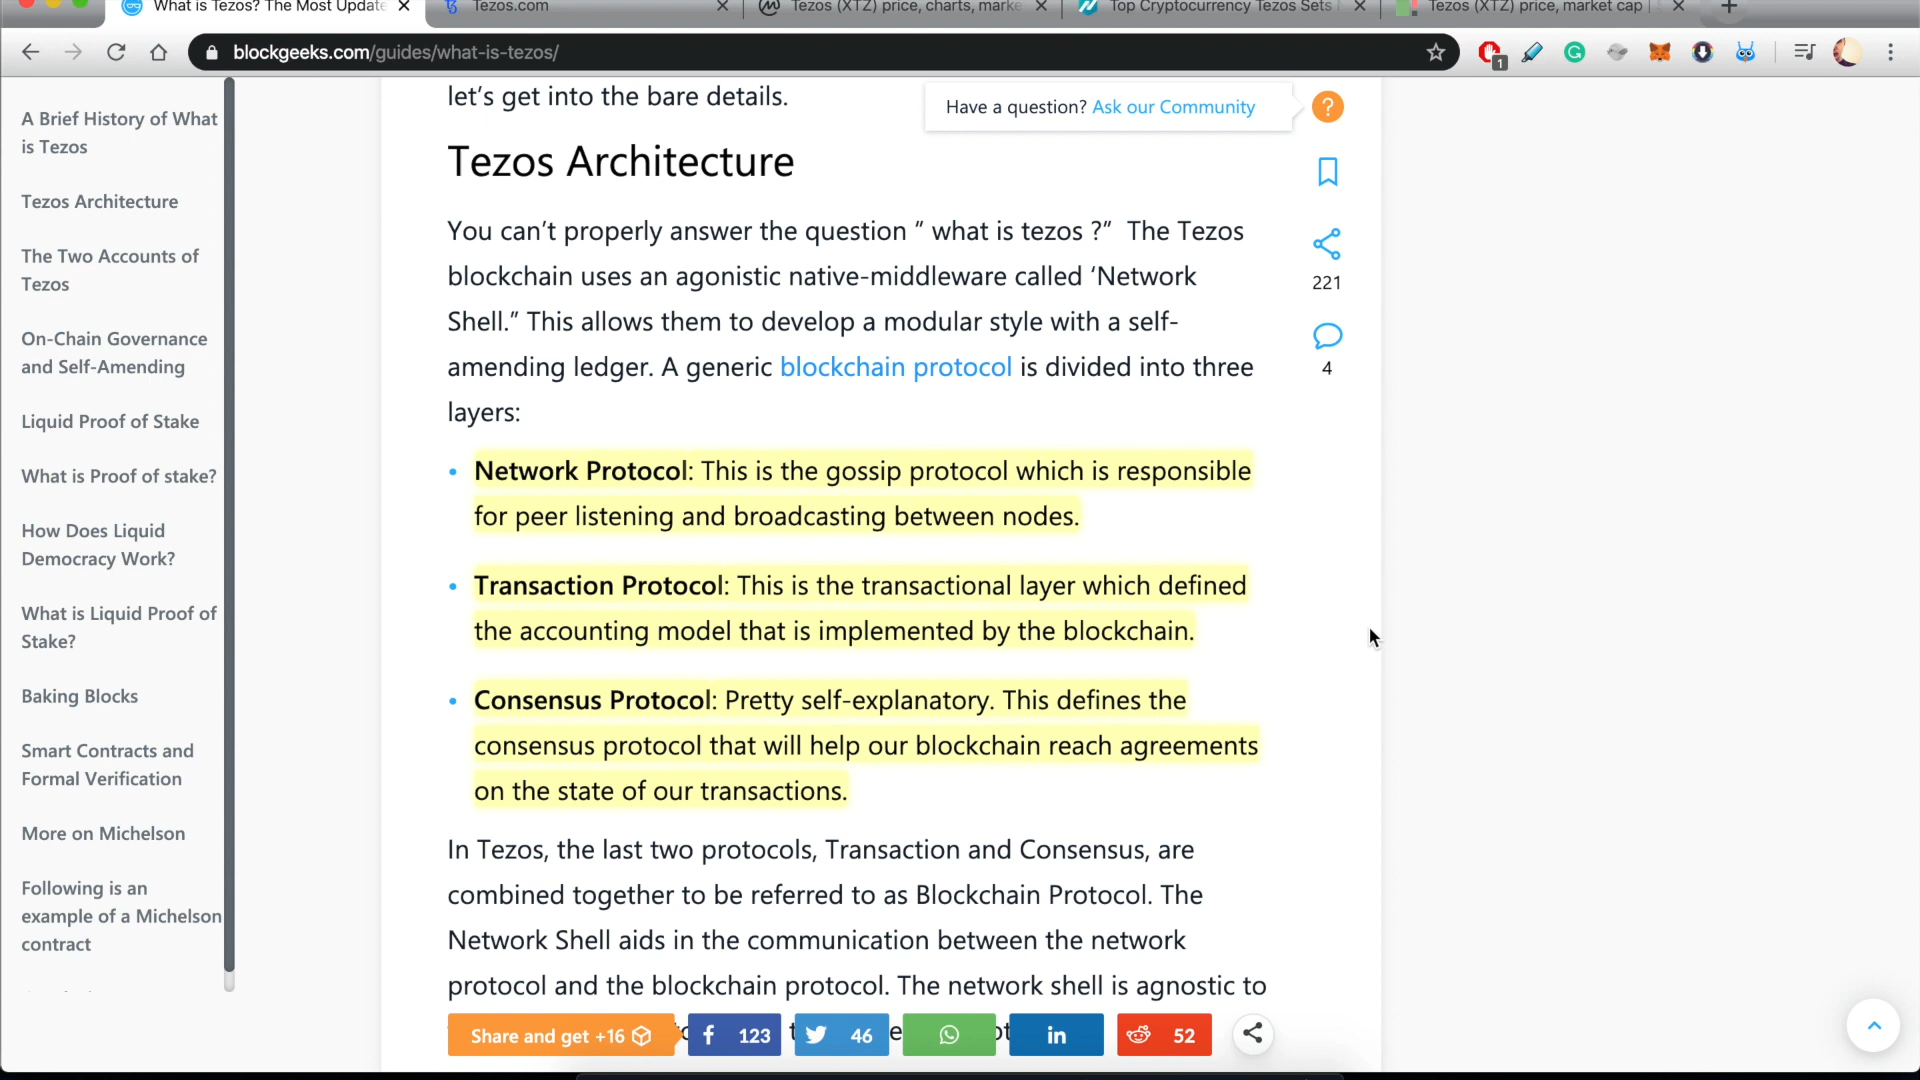 What is Tezos? The Most Update
Tezos.com
Tezos (XTZ) price, charts, marke
Top Cryptocurrency Tezos Sets
Tezos (XTZ) price, market cap |
blockgeeks.com/guides/what-is-tezos/
1
A Brief History of What
is Tezos
Tezos Architecture
The Two Accounts of
Tezos
On-Chain Governance
and Self-Amending
Liquid Proof of Stake
What is Proof of stake?
How Does Liquid
Democracy Work?
What is Liquid Proof of
Stake?
Baking Blocks
Smart Contracts and
Formal Verification
More on Michelson
Following is an
example of a Michelson
contract
let’s get into the bare details.
Have a question? Ask our Community
?
Tezos Architecture
You can’t properly answer the question ” what is tezos ?”  The Tezos
blockchain uses an agonistic native-middleware called ‘Network
Shell.” This allows them to develop a modular style with a self-
amending ledger. A generic blockchain protocol is divided into three
layers:
• Network Protocol: This is the gossip protocol which is responsible
for peer listening and broadcasting between nodes.
• Transaction Protocol: This is the transactional layer which defined
the accounting model that is implemented by the blockchain.
• Consensus Protocol: Pretty self-explanatory. This defines the
consensus protocol that will help our blockchain reach agreements
on the state of our transactions.
In Tezos, the last two protocols, Transaction and Consensus, are
combined together to be referred to as Blockchain Protocol. The
Network Shell aids in the communication between the network
protocol and the blockchain protocol. The network shell is agnostic to
221
4
Share and get +16
f 123
46
in
52